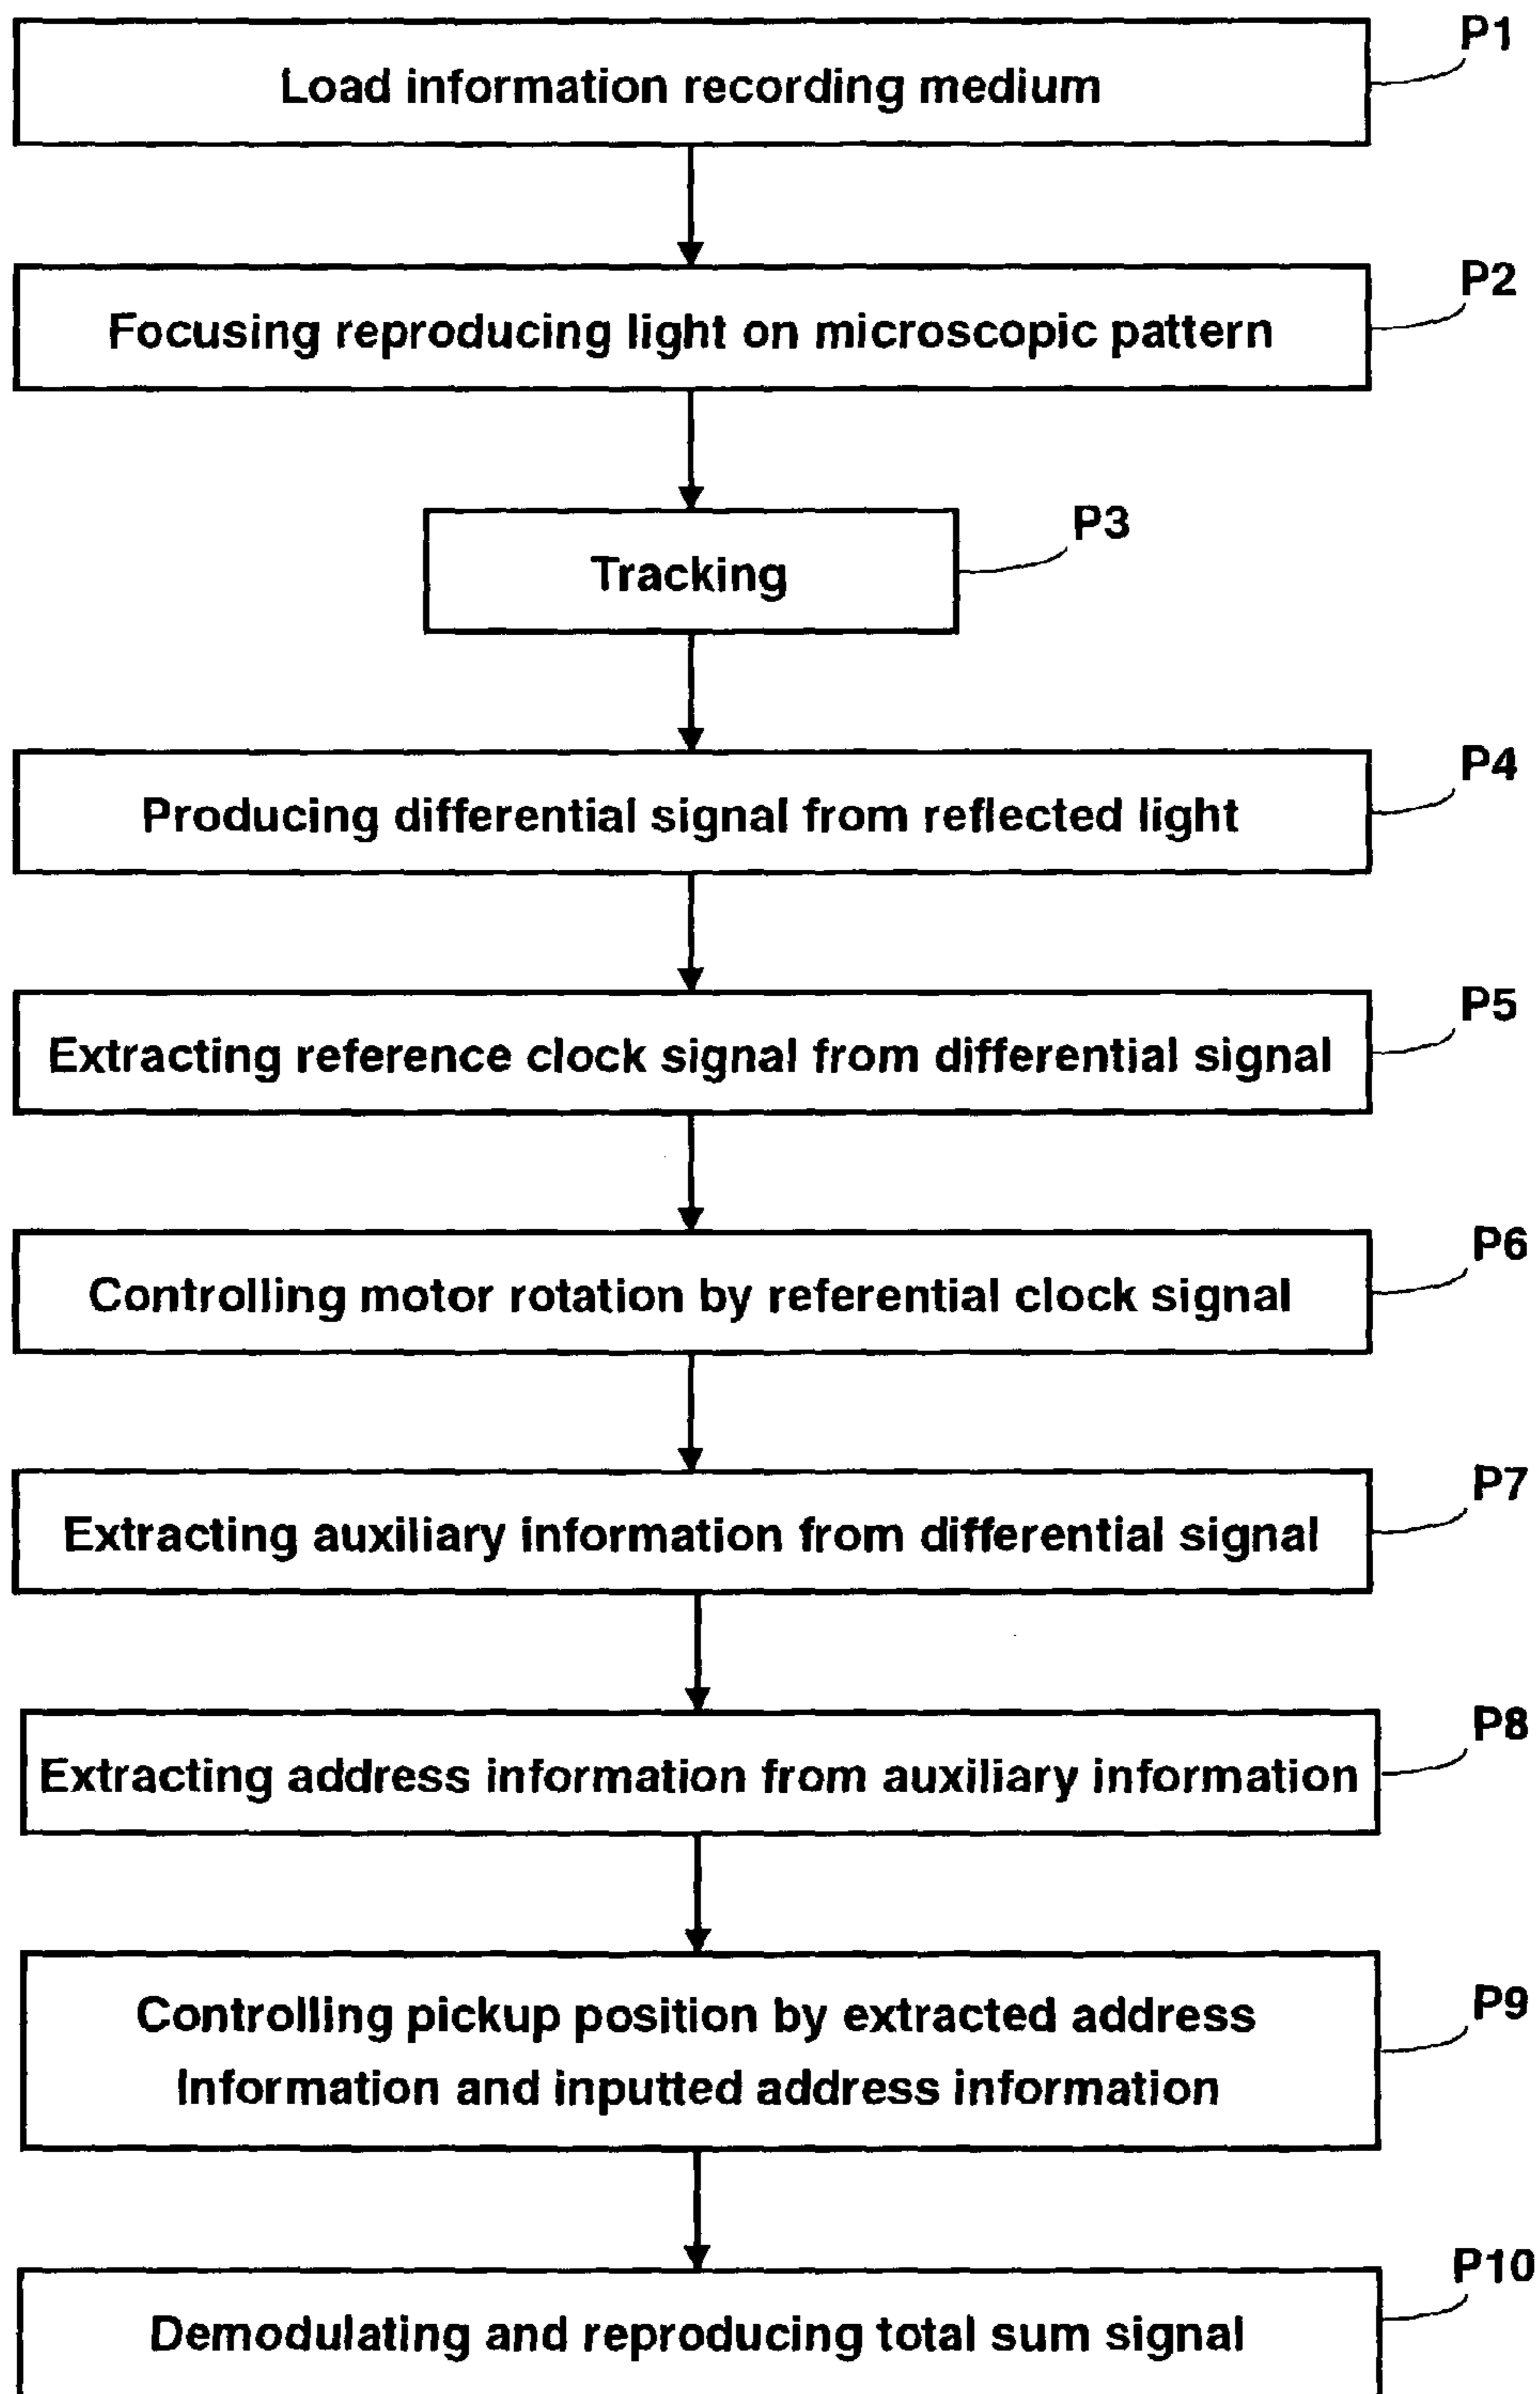 P1
Load information recording medium
P2
Focusing reproducing light on microscopic pattern
P3
Tracking
P4
Producing differential signal from reflected light
P5
Extracting reference clock signal from differential signal
P6
Controlling motor rotation by referential clock signal
P7
Extracting auxiliary information from differential signal
P8
Extracting address information from auxiliary information
P9
Controlling pickup position by extracted address
Information and inputted address information
P10
Demodulating and reproducing total sum signal